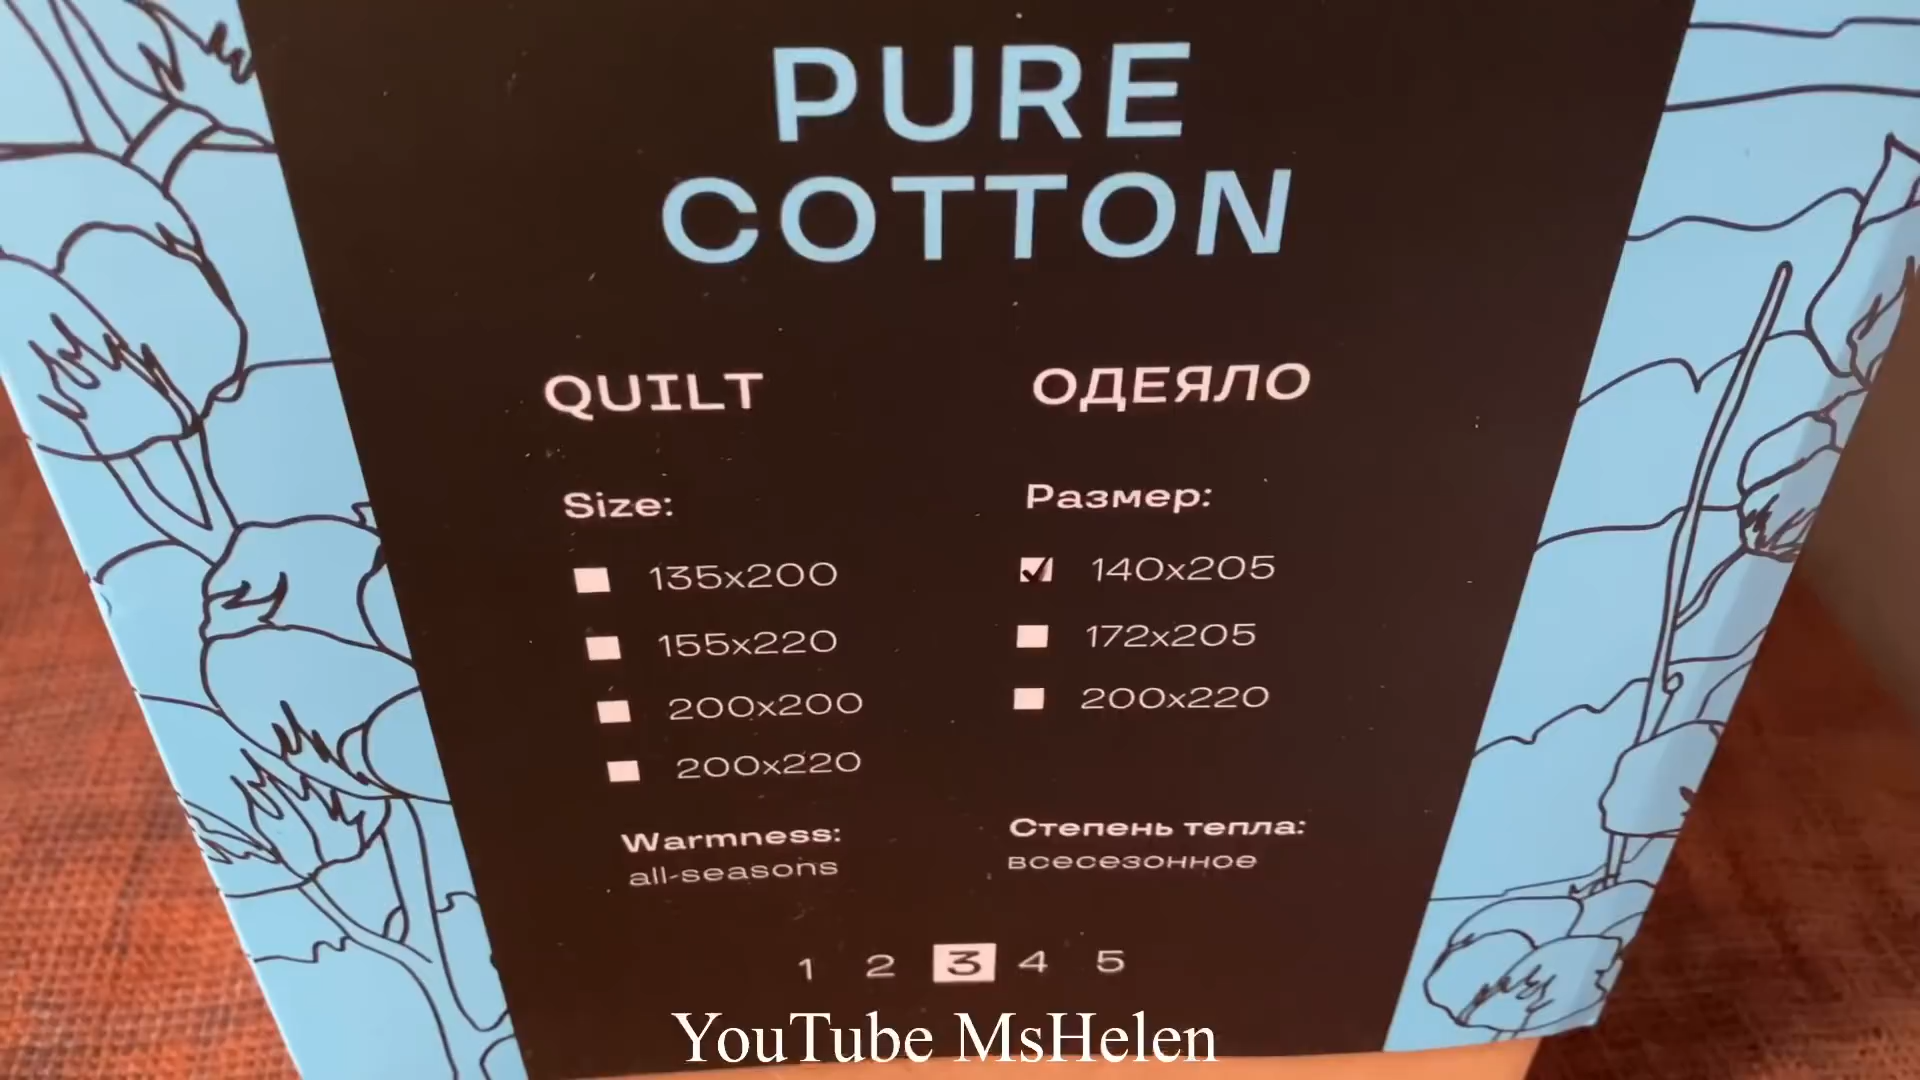 PURE
COTTON
QUILT
Size:
135x200
155x220
200x200
200x220
Warmness:
all-seasons
ОДЕЯЛО
Размер:
140x205
172x205
200x220
Степень тепла:
всесезонное
1 2 3 4 5
YouTube MsHelen